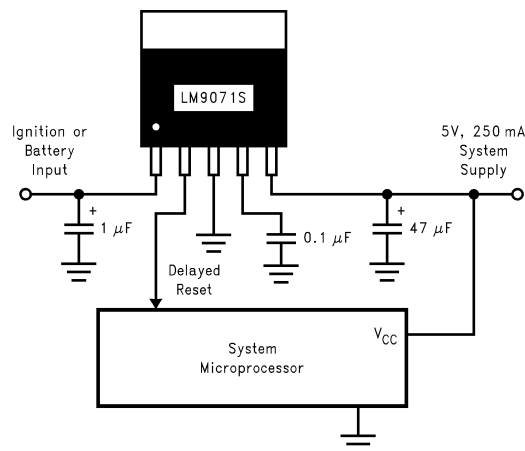 LM9071S
Ignition or
Battery
Input
5V, 250 mA
System
Supply
+
1 μF
0.1 μF
+
47 μF
Delayed
Reset
VCC
System
Microprocessor